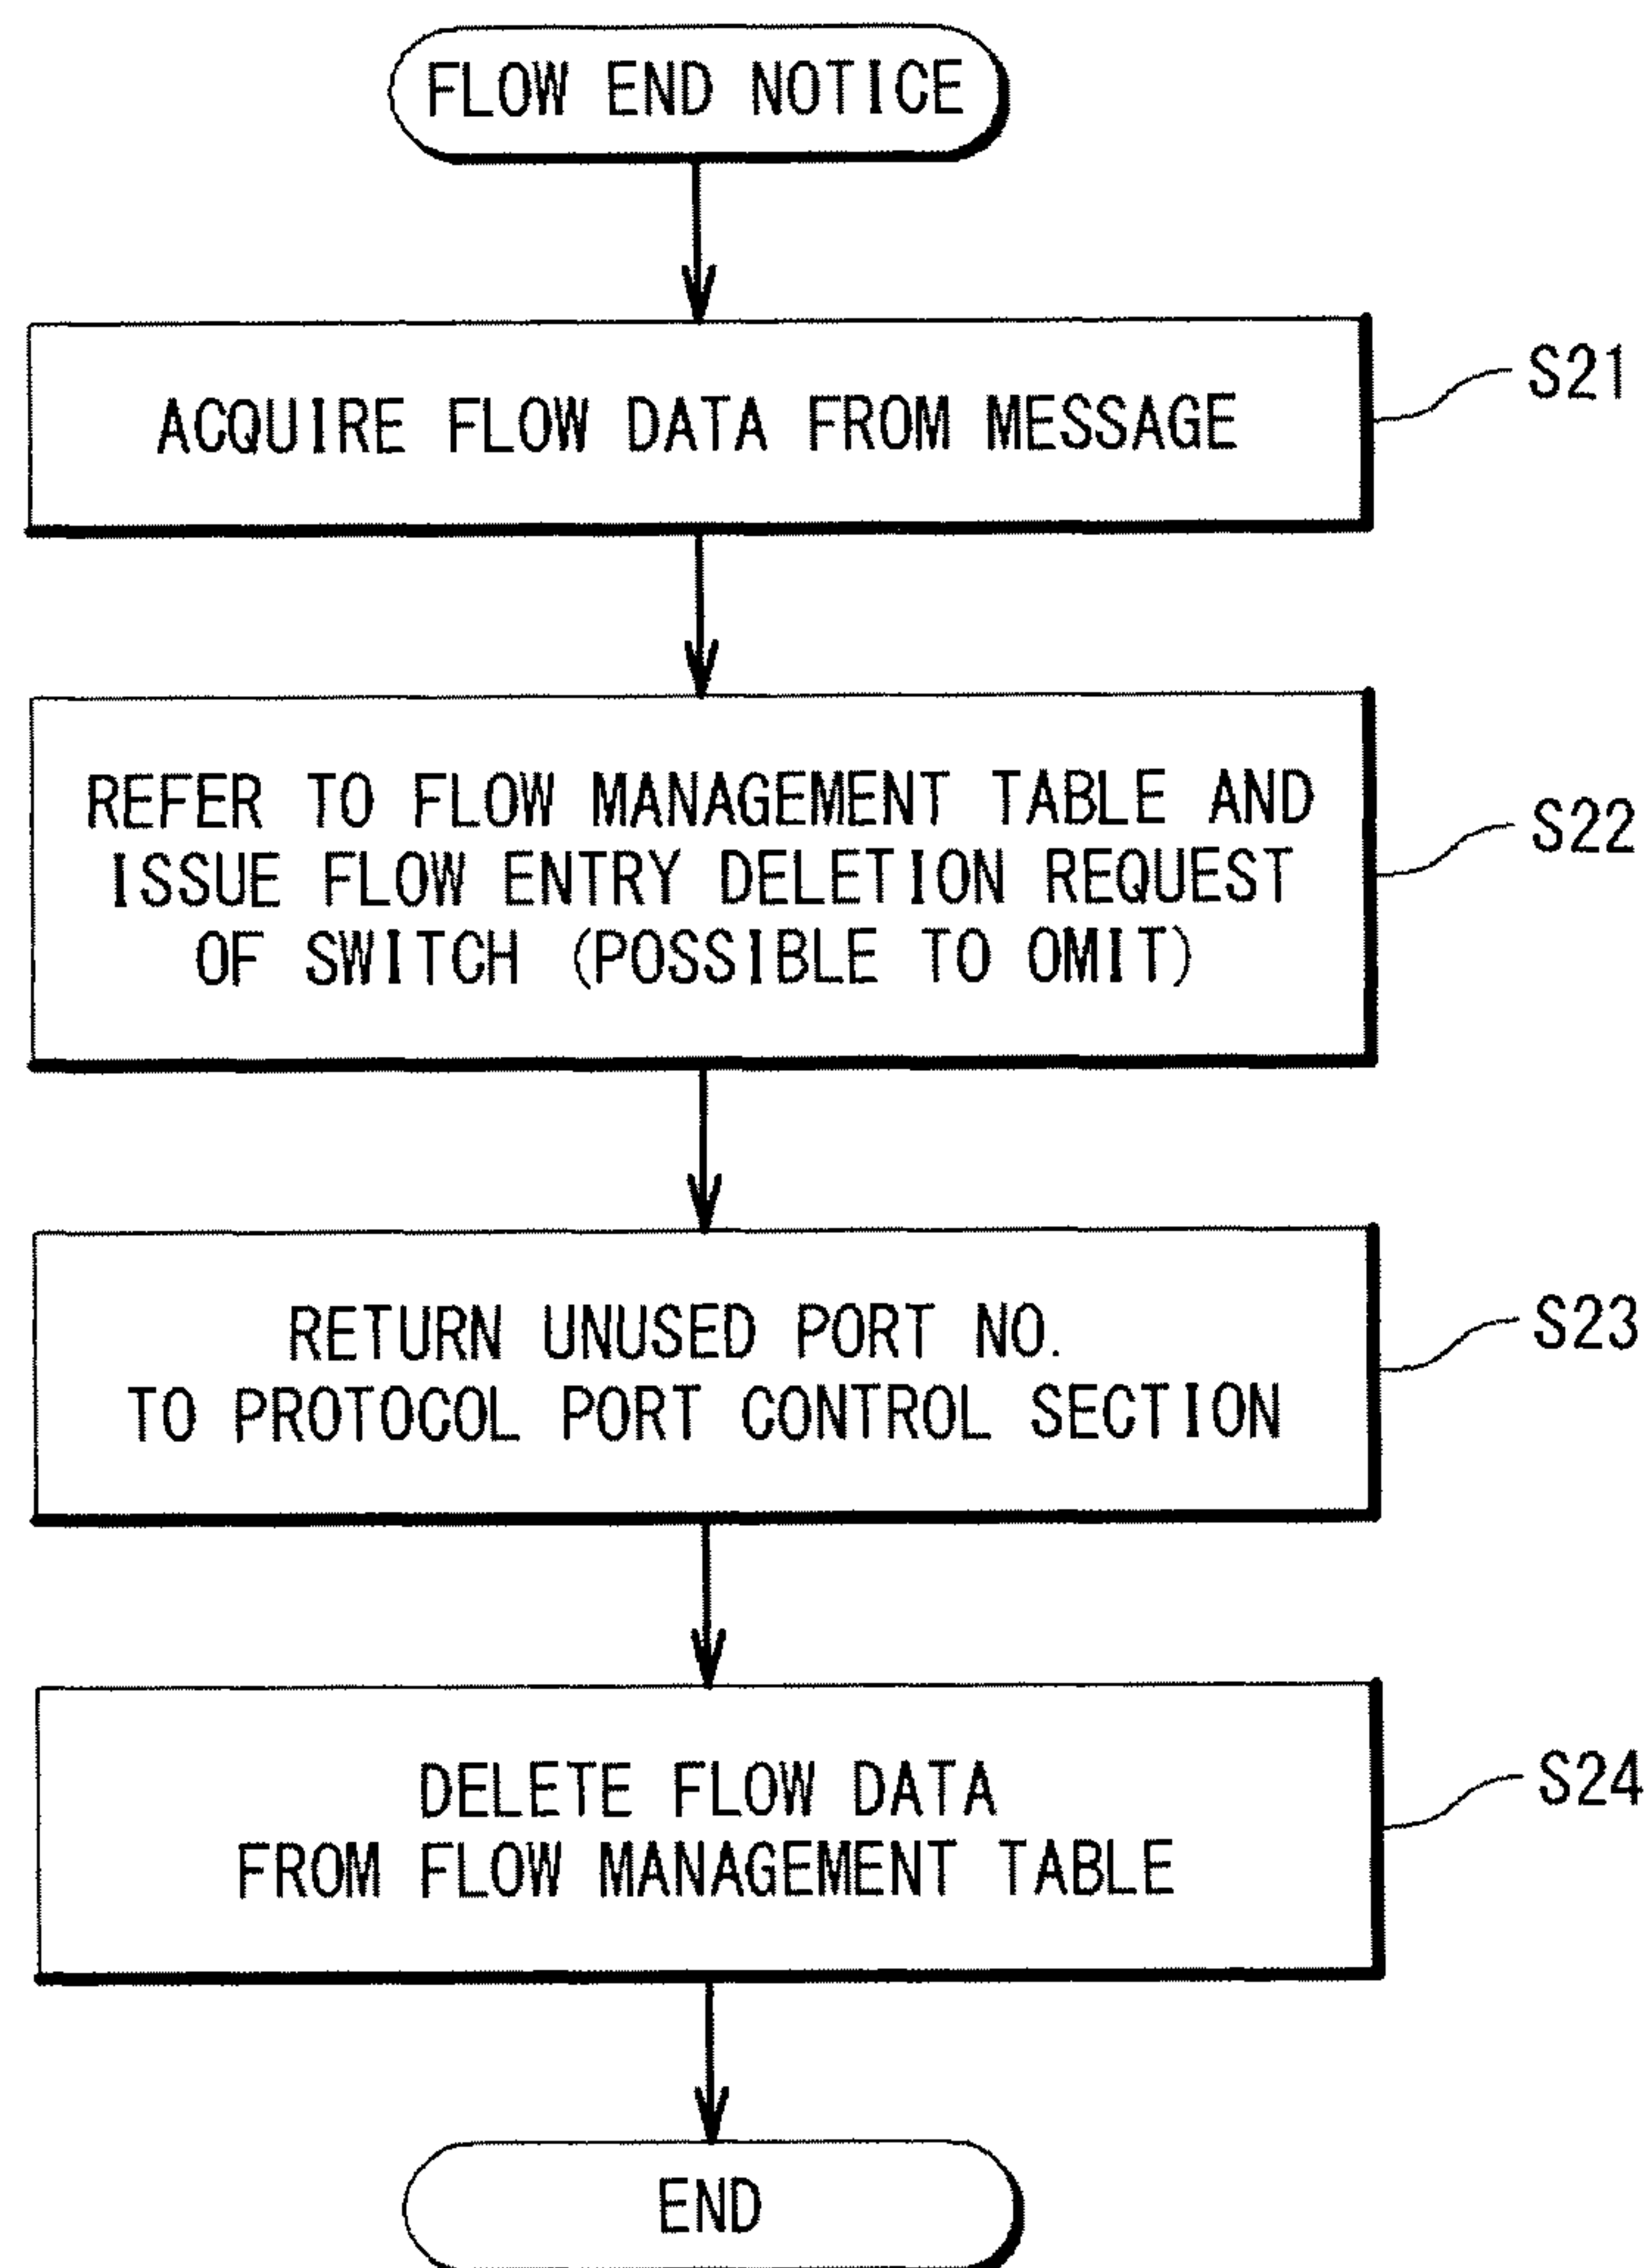 FLOW END NOTICE
ACQUIRE FLOW DATA FROM MESSAGE
S21
REFER TO FLOW MANAGEMENT TABLE AND
ISSUE FLOW ENTRY DELETION REQUEST
OF SWITCH (POSSIBLE TO OMIT)
S22
RETURN UNUSED PORT NO.
TO PROTOCOL PORT CONTROL SECTION
S23
DELETE FLOW DATA
FROM FLOW MANAGEMENT TABLE
S24
END